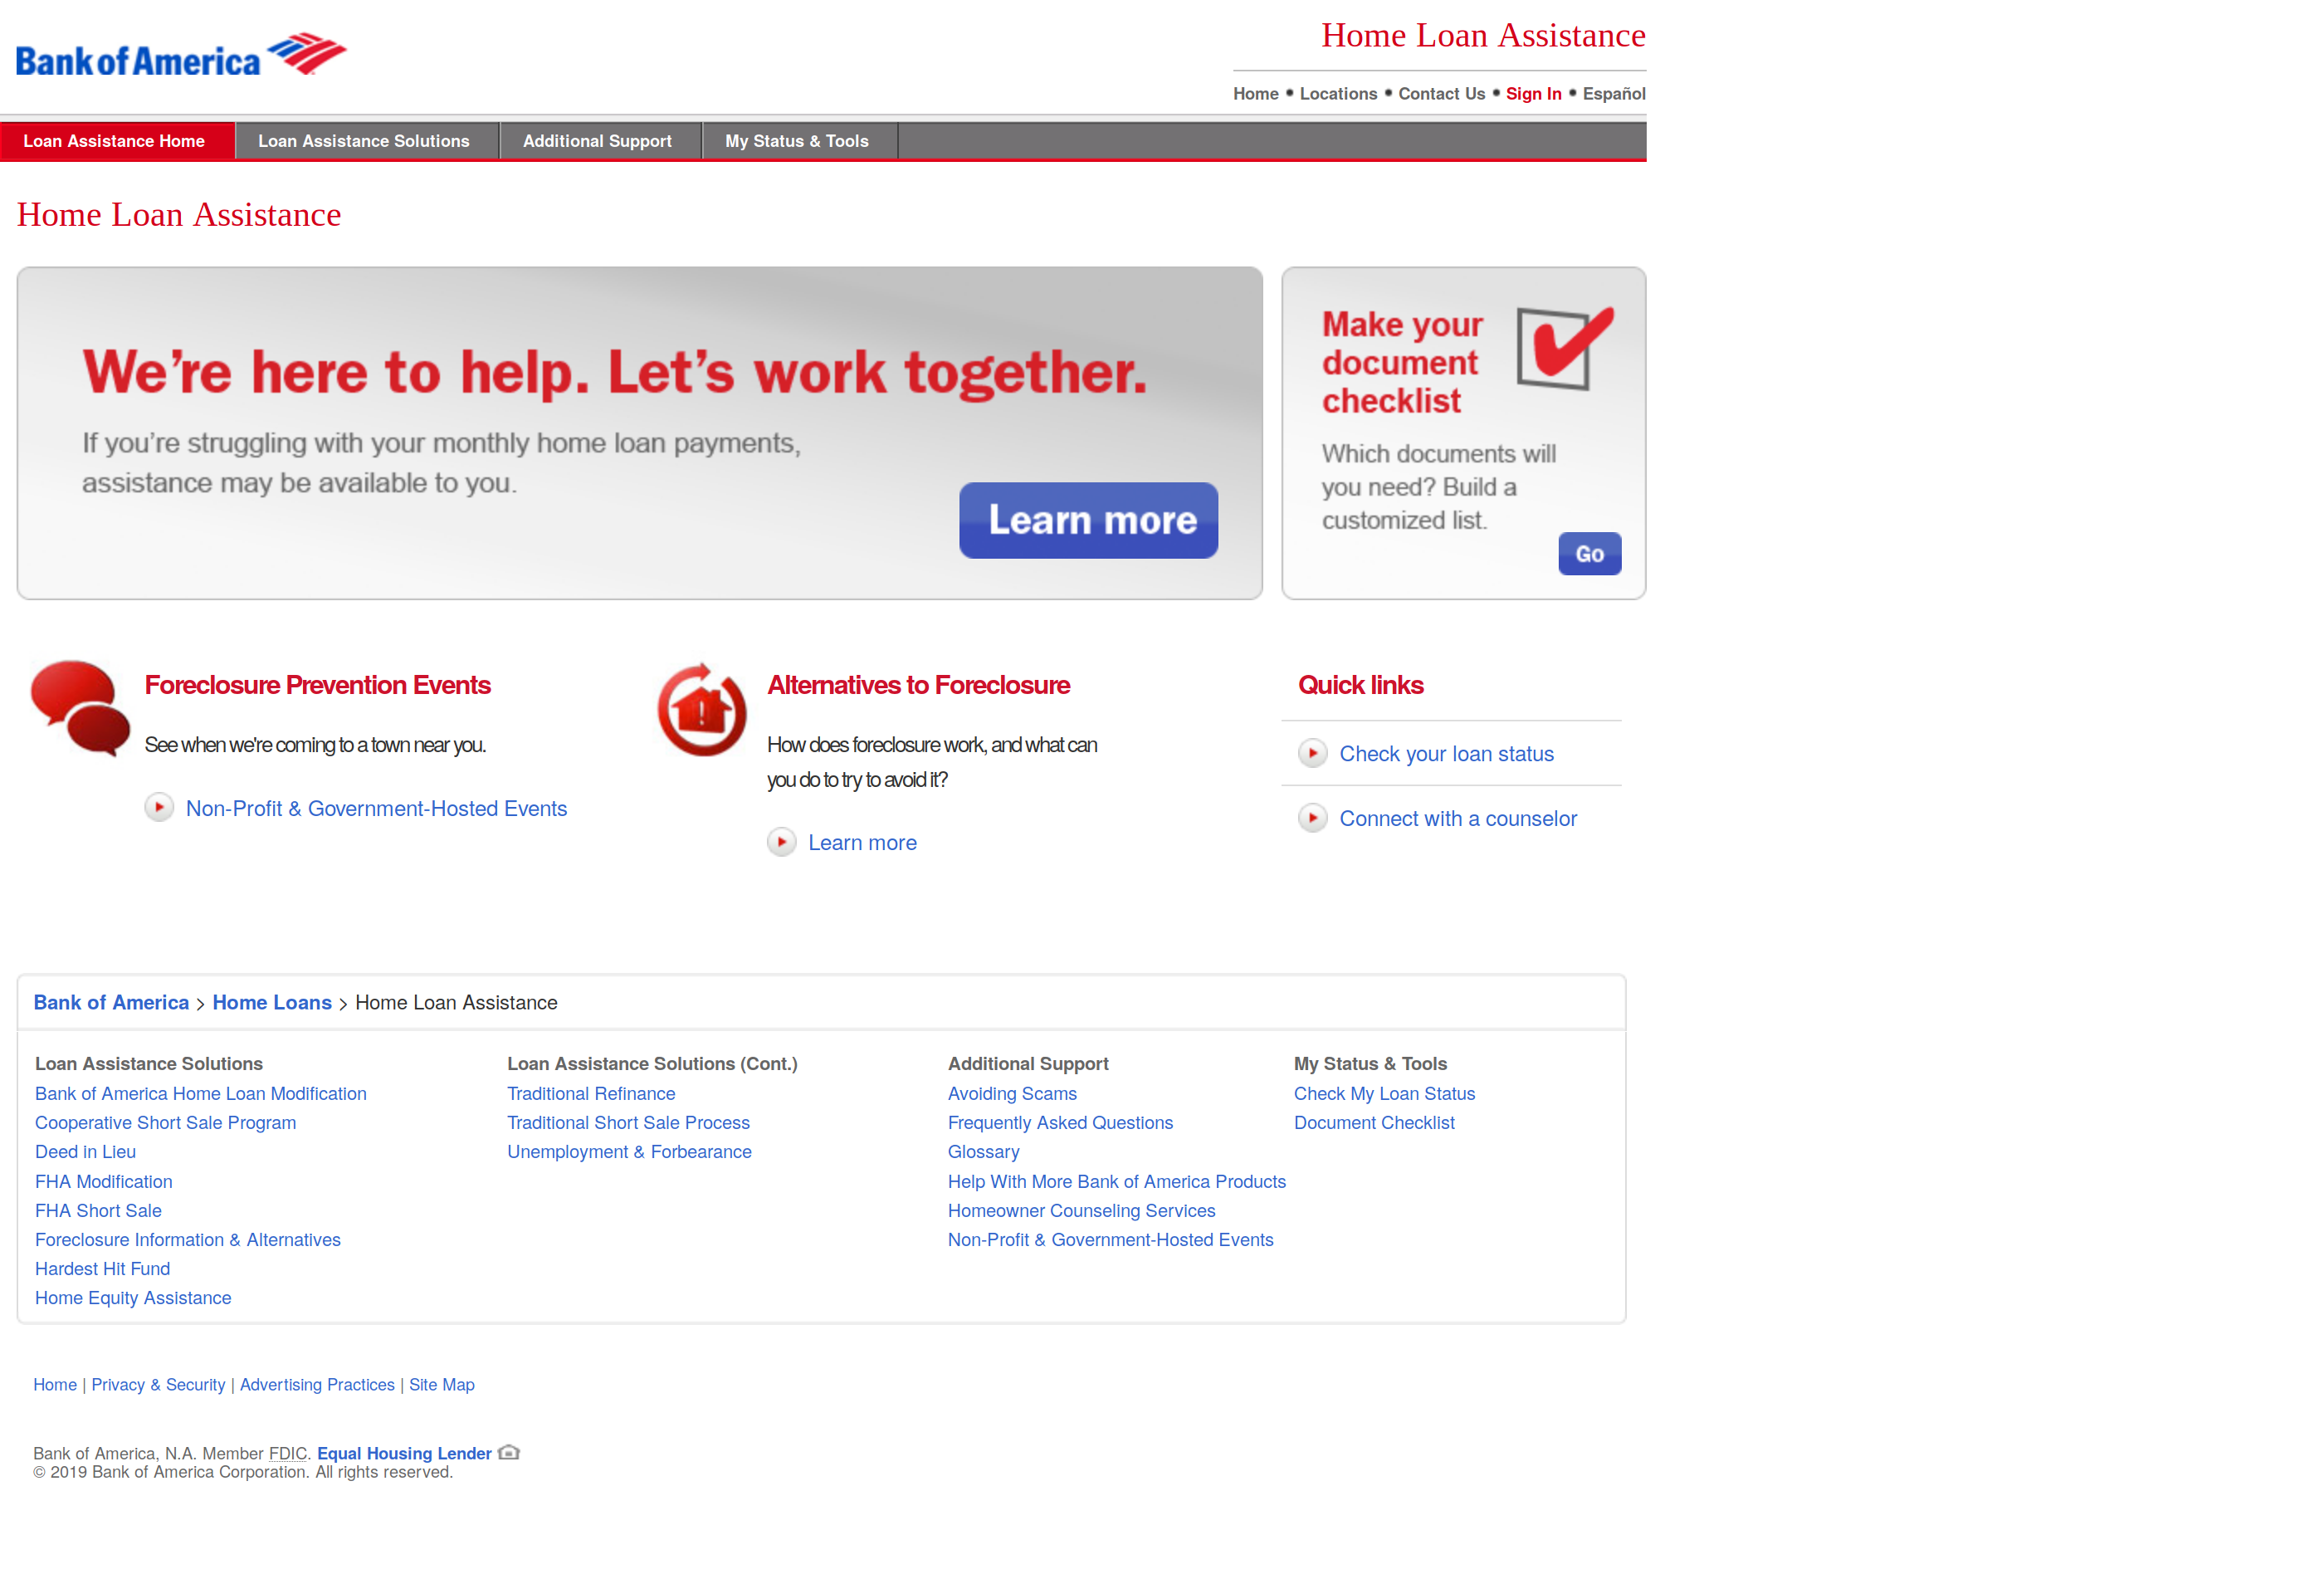 Bank of America
Home Loan Assistance
Home • Locations • Contact Us • Sign In • Español
Loan Assistance Home
Loan Assistance Solutions
Additional Support
My Status & Tools
Home Loan Assistance
We're here to help. Let's work together.
If you're struggling with your monthly home loan payments,
assistance may be available to you.
Learn more
Make your
document
checklist
Which documents will
you need? Build a
customized list.
Go
Foreclosure Prevention Events
See when we're coming to a town near you.
Non-Profit & Government-Hosted Events
Alternatives to Foreclosure
How does foreclosure work, and what can
you do to try to avoid it?
Learn more
Quick links
Check your loan status
Connect with a counselor
Bank of America > Home Loans > Home Loan Assistance
Loan Assistance Solutions
Bank of America Home Loan Modification
Cooperative Short Sale Program
Deed in Lieu
FHA Modification
FHA Short Sale
Foreclosure Information & Alternatives
Hardest Hit Fund
Home Equity Assistance
Loan Assistance Solutions (Cont.)
Traditional Refinance
Traditional Short Sale Process
Unemployment & Forbearance
Additional Support
Avoiding Scams
Frequently Asked Questions
Glossary
Help With More Bank of America Products
Homeowner Counseling Services
Non-Profit & Government-Hosted Events
My Status & Tools
Check My Loan Status
Document Checklist
Home | Privacy & Security | Advertising Practices | Site Map
Bank of America, N.A. Member FDIC. Equal Housing Lender
© 2019 Bank of America Corporation. All rights reserved.